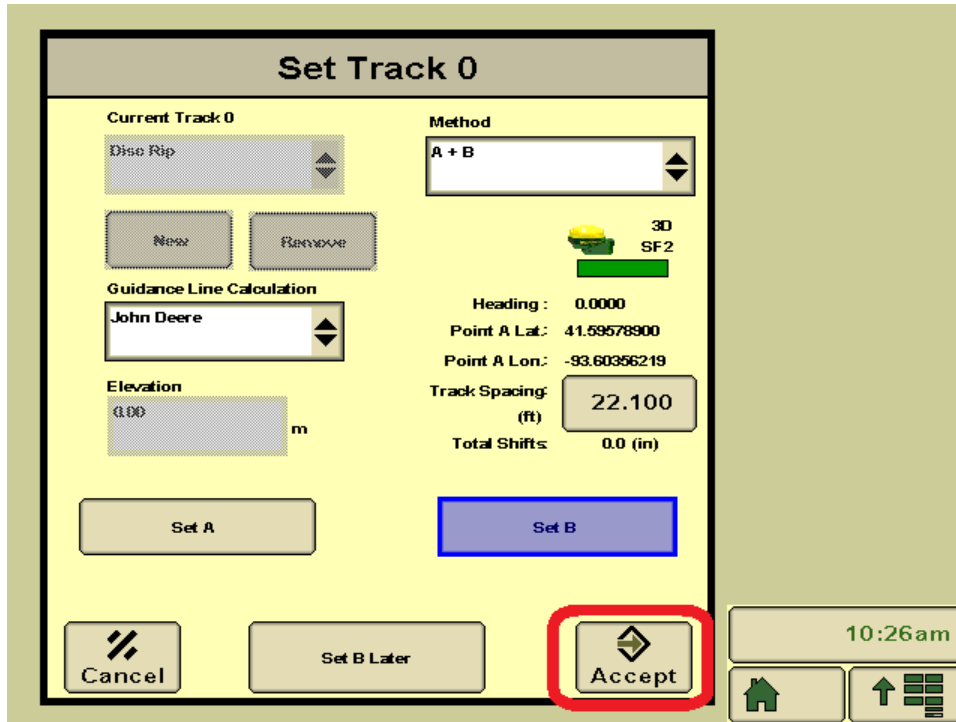 Set Track 0
Current Track 0
Disc Rip
New
Remove
Guidance Line Calculation
John Deere
Elevation
0.00
m
Method
A + B
3D
SF2
Heading : 0.0000
Point A Lat.: 41.59578900
Point A Lon.: -93.60356219
Track Spacing:
(ft)
22.100
Total Shifts: 0.0 (in)
Set A
Set B
Cancel
Set B Later
Accept
10:26am